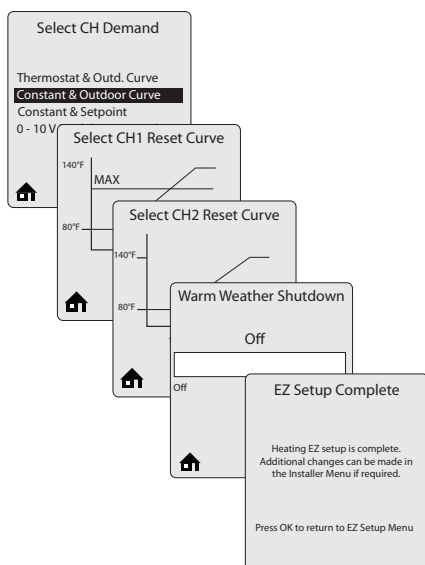 Select CH Demand
Thermostat & Outd. Curve
Constant & Outdoor Curve
Constant & Setpoint
0 - 10 V
Select CH1 Reset Curve
140°F
MAX
80°F
Select CH2 Reset Curve
140°F
80°F
Warm Weather Shutdown
Off
Off
EZ Setup Complete
Heating EZ setup is complete.
Additional changes can be made in
the Installer Menu if required.
Press OK to return to EZ Setup Menu